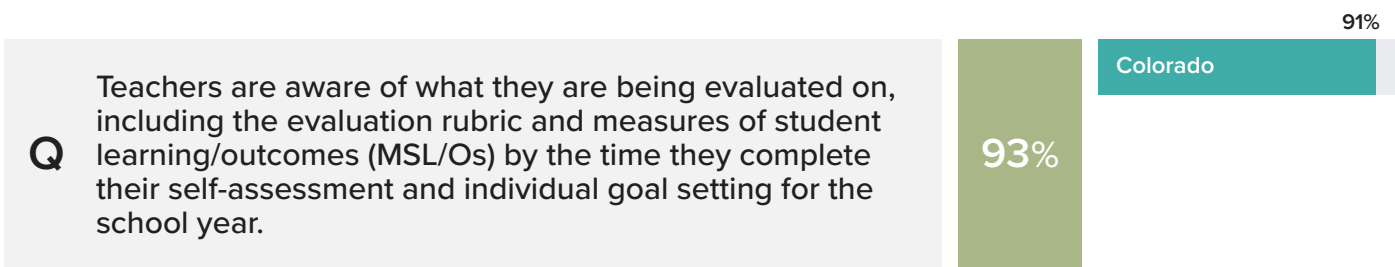 91%
Colorado
Q
Teachers are aware of what they are being evaluated on,
including the evaluation rubric and measures of student
learning/outcomes (MSL/Os) by the time they complete
their self-assessment and individual goal setting for the
school year.
93%